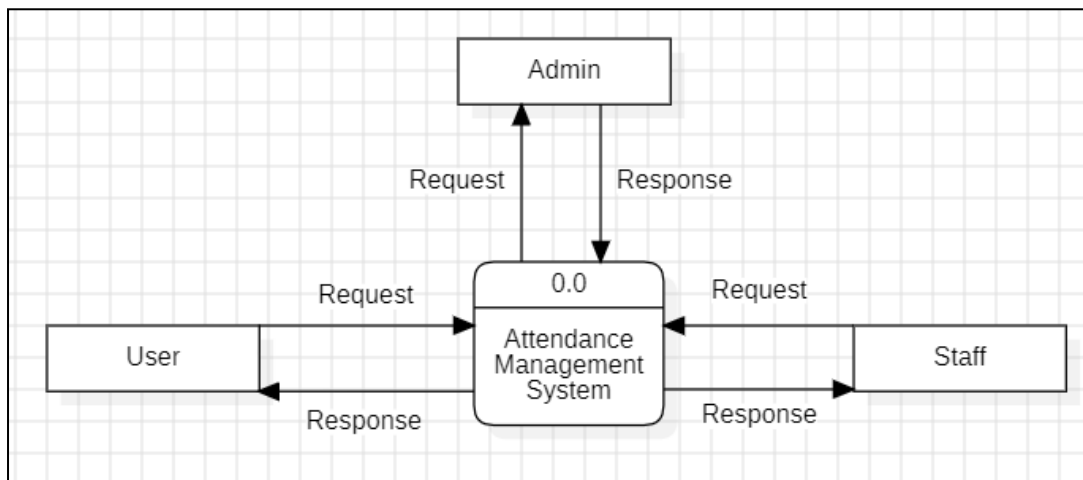 Admin
Request
Response
0.0
Request
Request
User
Attendance
Management
System
Staff
Response
Response